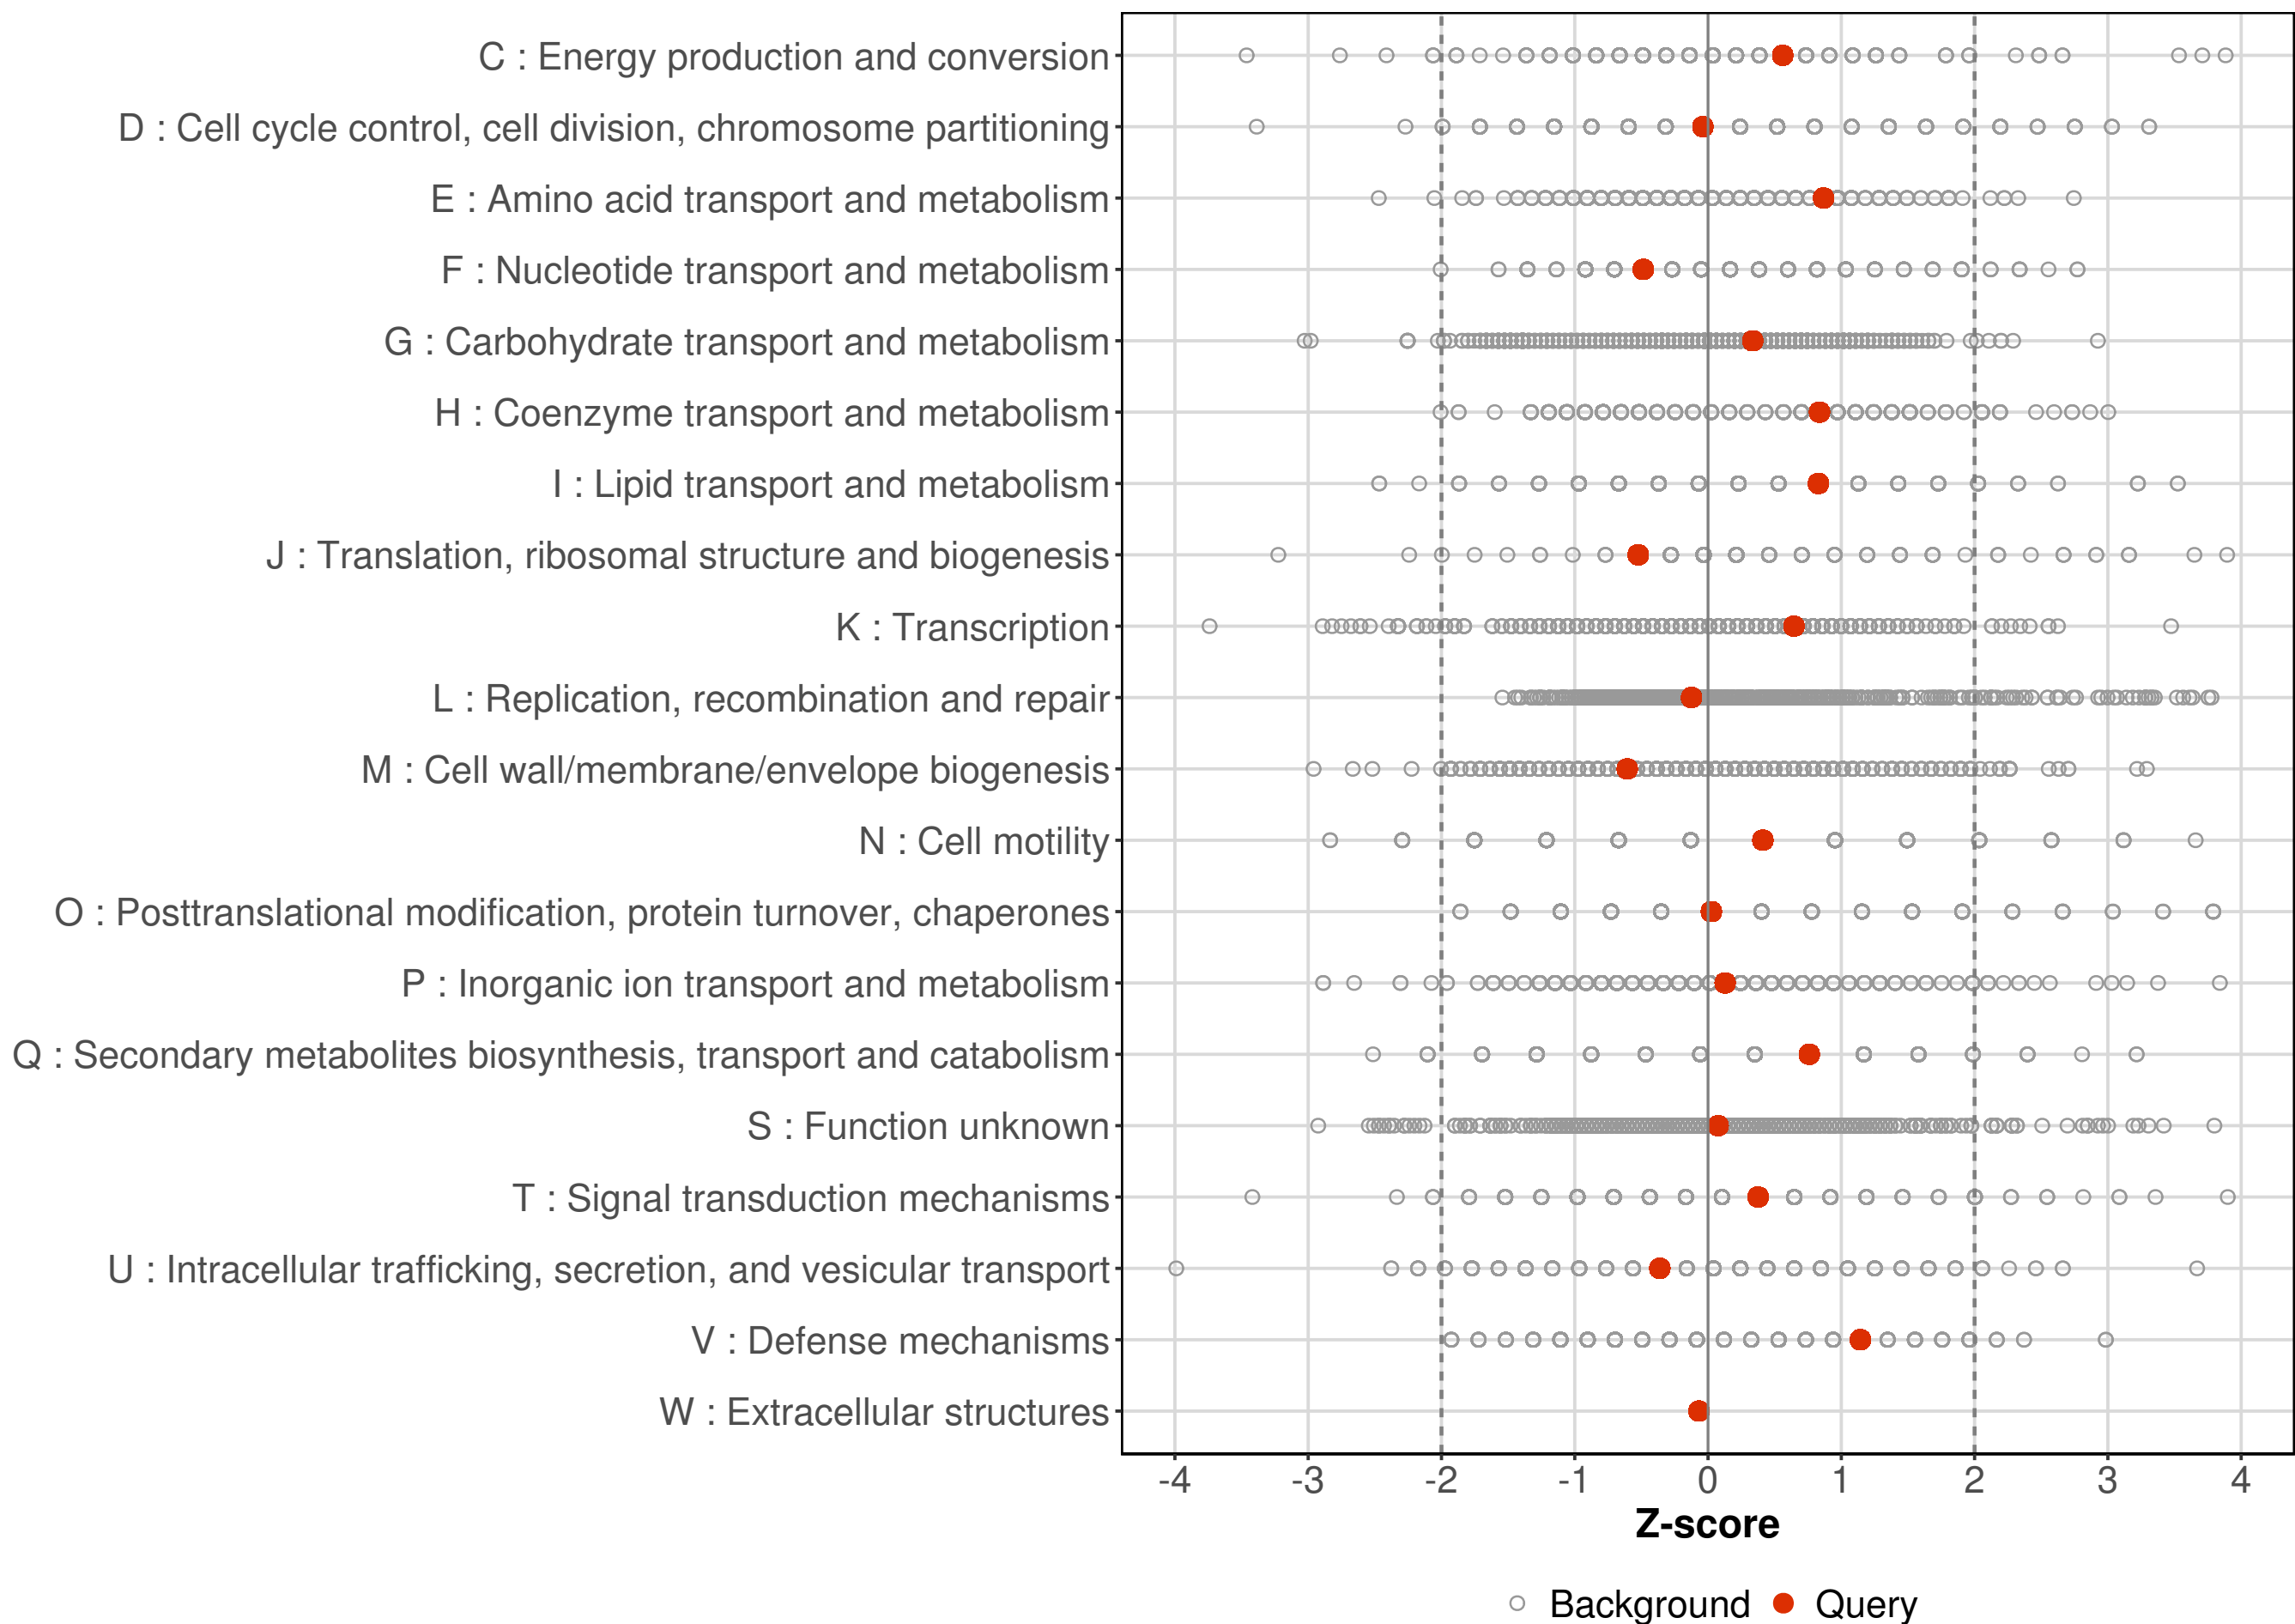 C : Energy production and conversion
D : Cell cycle control, cell division, chromosome partitioning
E : Amino acid transport and metabolism
F : Nucleotide transport and metabolism
G : Carbohydrate transport and metabolism
H : Coenzyme transport and metabolism
I : Lipid transport and metabolism
J : Translation, ribosomal structure and biogenesis
K : Transcription
L : Replication, recombination and repair
M : Cell wall/membrane/envelope biogenesis
N : Cell motility
O : Posttranslational modification, protein turnover, chaperones
P : Inorganic ion transport and metabolism
Q : Secondary metabolites biosynthesis, transport and catabolism
S : Function unknown
T : Signal transduction mechanisms
U : Intracellular trafficking, secretion, and vesicular transport
V : Defense mechanisms
W : Extracellular structures
-4 -3 -2 -1 0 1 2 3 4
Z-score
Background Query